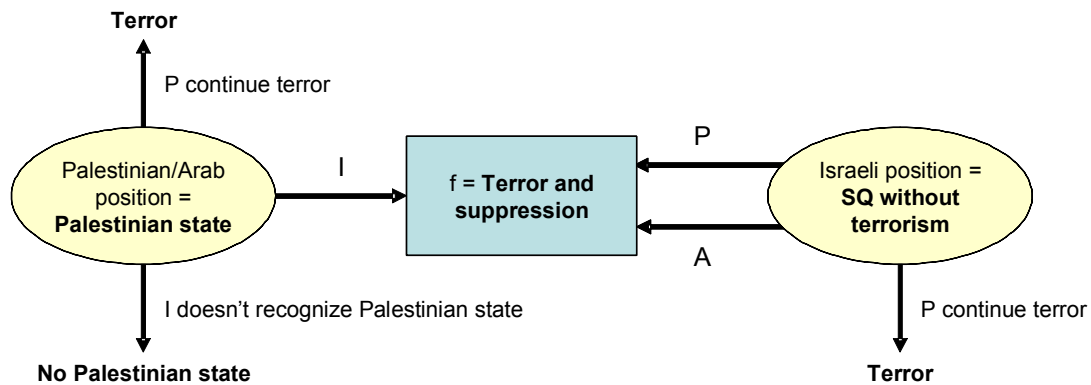 Terror
P continue terror
Palestinian/Arab
position =
Palestinian state
I
f = Terror and
suppression
P
A
Israeli position =
SQ without
terrorism
I doesn’t recognize Palestinian state
P continue terror
No Palestinian state
Terror